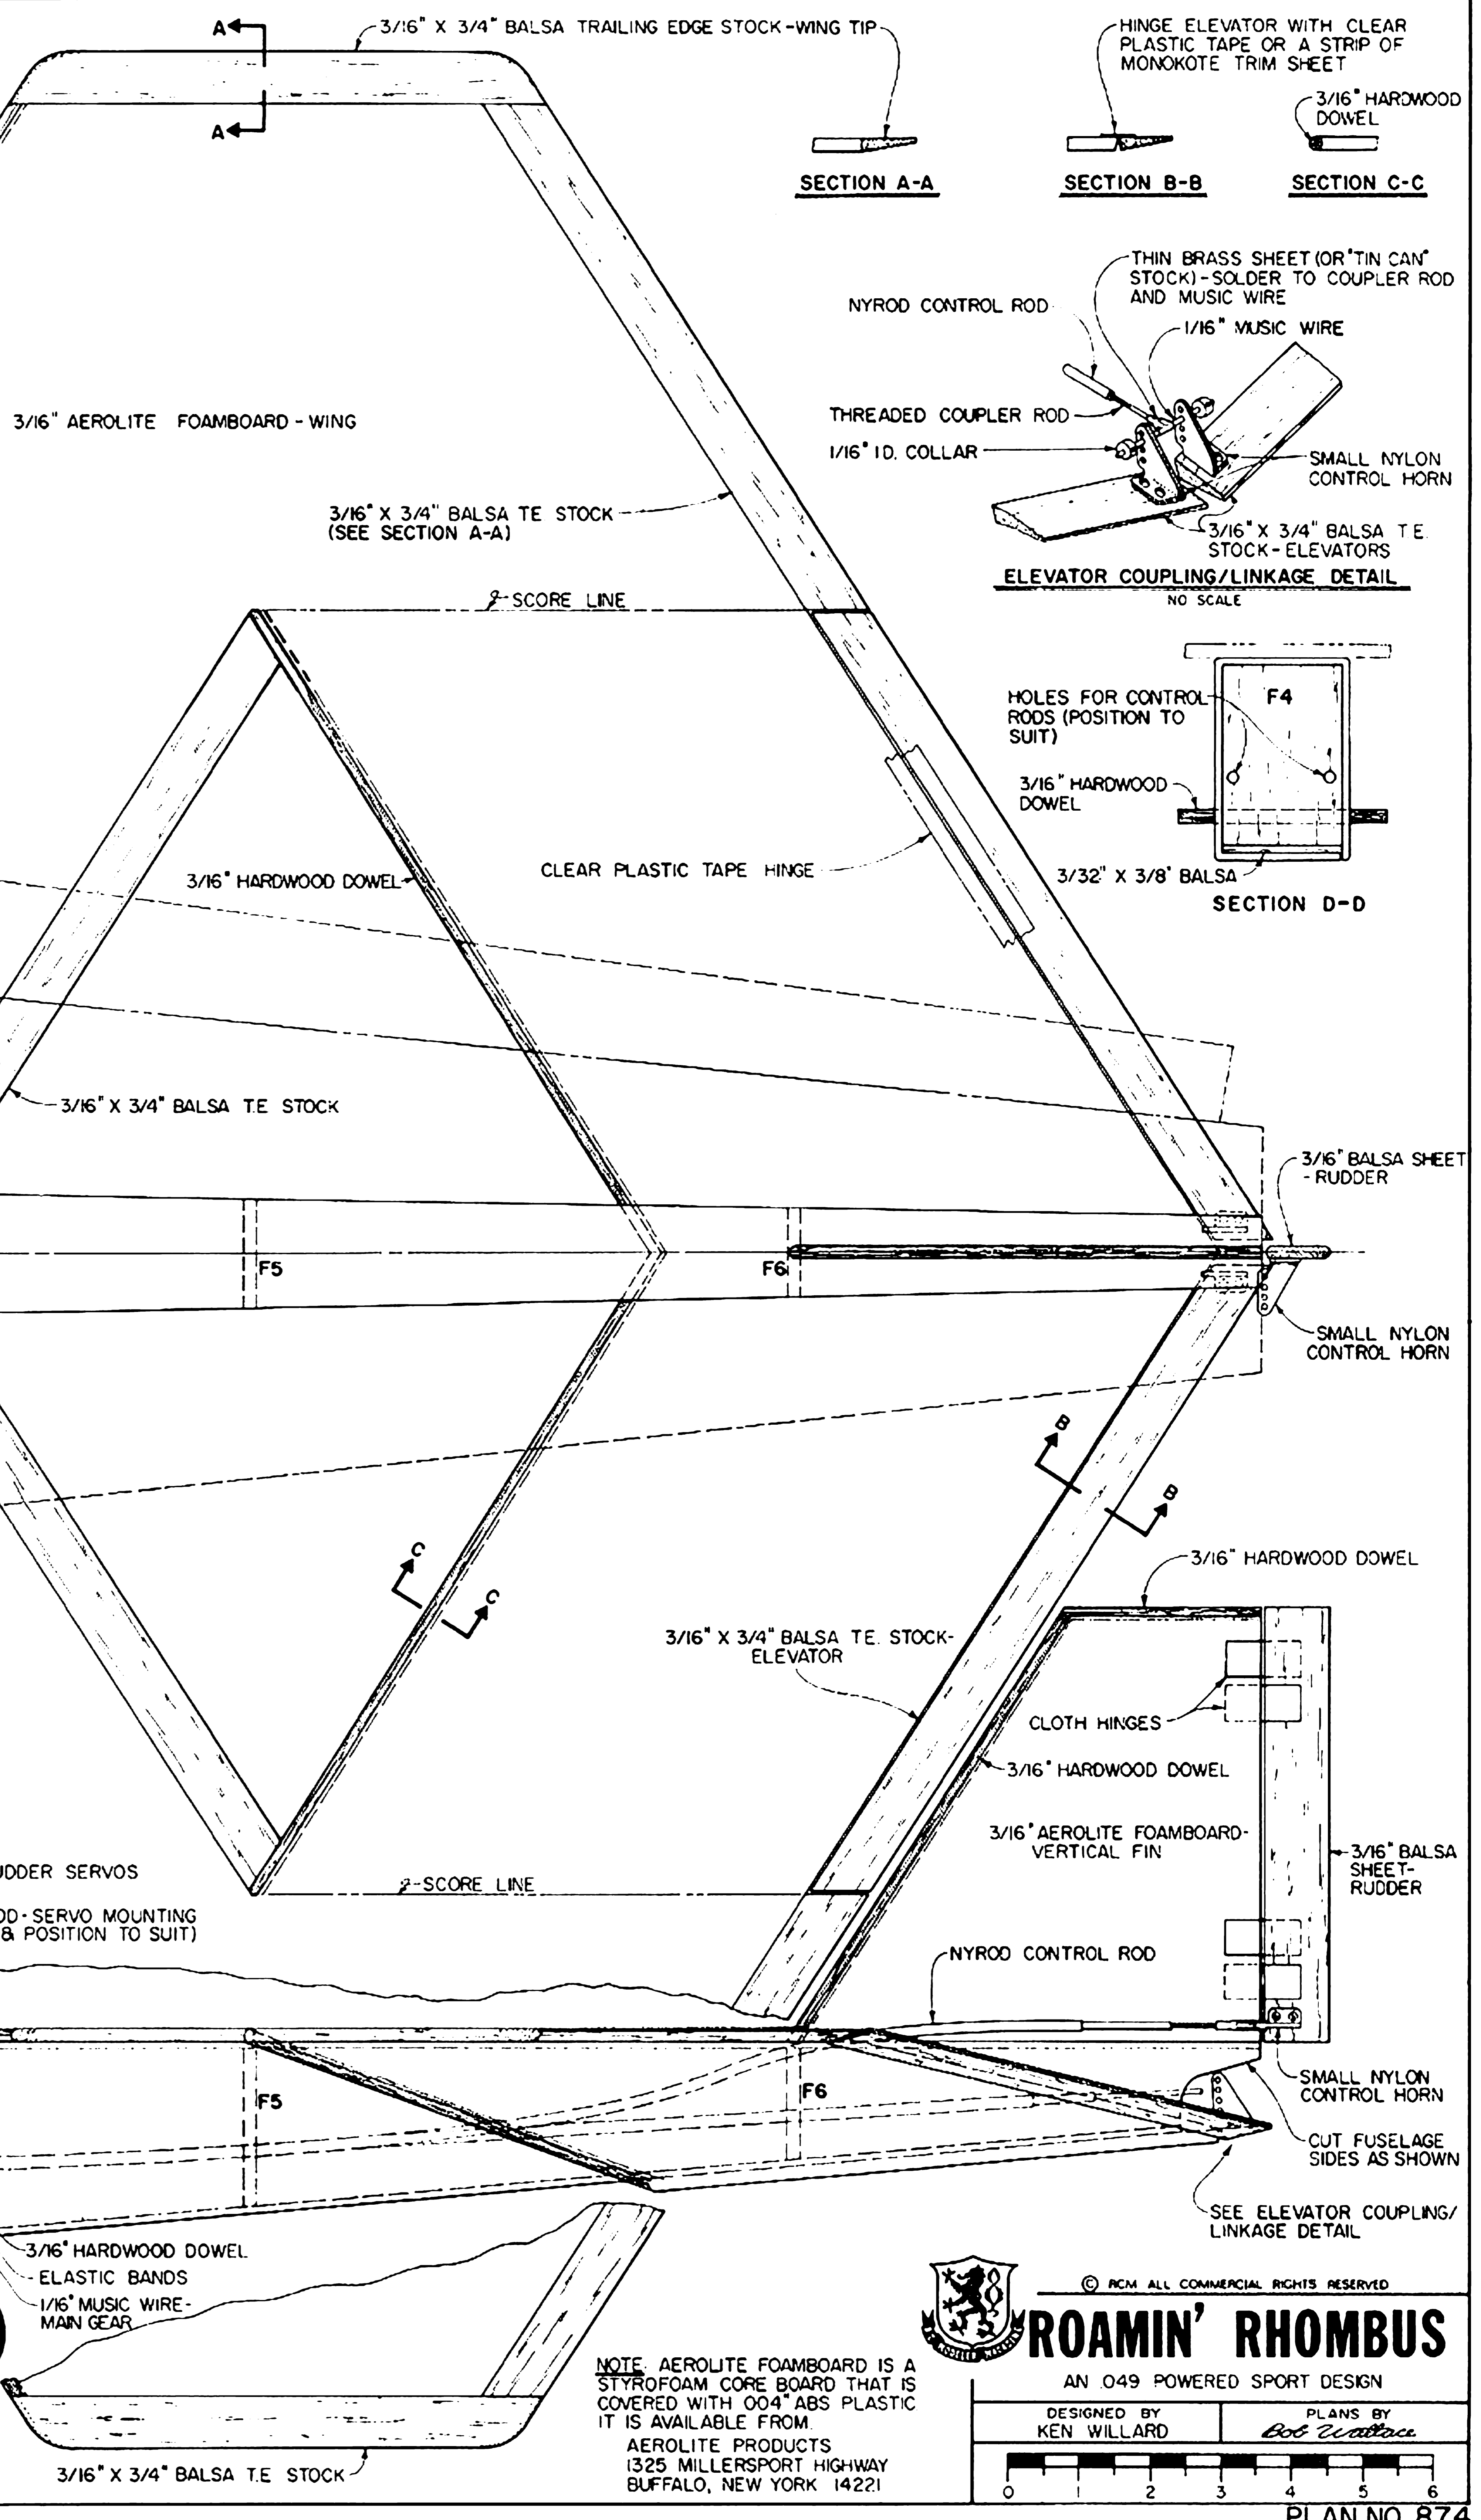 A
3/16" X 3/4" BALSA TRAILING EDGE STOCK-WING TIP
A
HINGE ELEVATOR WITH CLEAR
PLASTIC TAPE OR A STRIP OF
MONOKOTE TRIM SHEET
3/16" HARDWOOD
DOWEL
SECTION A-A
SECTION B-B
SECTION C-C
THIN BRASS SHEET (OR "TIN CAN"
STOCK)-SOLDER TO COUPLER ROD
AND MUSIC WIRE
NYROD CONTROL ROD
1/16" MUSIC WIRE
THREADED COUPLER ROD
1/16" I.D. COLLAR
SMALL NYLON
CONTROL HORN
3/16" X 3/4" BALSA T.E.
STOCK-ELEVATORS
ELEVATOR COUPLING/LINKAGE DETAIL
NO SCALE
3/16" AEROLITE FOAMBOARD - WING
3/16" X 3/4" BALSA TE STOCK
(SEE SECTION A-A)
SCORE LINE
HOLES FOR CONTROL
RODS (POSITION TO
SUIT)
F4
3/16" HARDWOOD
DOWEL
3/32" X 3/8" BALSA
SECTION D-D
CLEAR PLASTIC TAPE HINGE
3/16" HARDWOOD DOWEL
3/16" X 3/4" BALSA T.E STOCK
3/16" BALSA SHEET
-RUDDER
F5
F6
SMALL NYLON
CONTROL HORN
B
B
C
C
3/16" HARDWOOD DOWEL
3/16" X 3/4" BALSA T.E. STOCK-
ELEVATOR
CLOTH HINGES
3/16" HARDWOOD DOWEL
3/16" AEROLITE FOAMBOARD-
VERTICAL FIN
3/16" BALSA
SHEET-
RUDDER
UDDER SERVOS
SCORE LINE
OD-SERVO MOUNTING
& POSITION TO SUIT)
NYROD CONTROL ROD
F5
F6
SMALL NYLON
CONTROL HORN
CUT FUSELAGE
SIDES AS SHOWN
SEE ELEVATOR COUPLING/
LINKAGE DETAIL
3/16" HARDWOOD DOWEL
ELASTIC BANDS
1/16" MUSIC WIRE-
MAIN GEAR
3/16" X 3/4" BALSA T.E STOCK
NOTE: AEROLITE FOAMBOARD IS A
STYROFOAM CORE BOARD THAT IS
COVERED WITH .004" ABS PLASTIC
IT IS AVAILABLE FROM.
AEROLITE PRODUCTS
1325 MILLERSPORT HIGHWAY
BUFFALO, NEW YORK 14221
© RCM ALL COMMERCIAL RIGHTS RESERVED
ROAMIN' RHOMBUS
AN .049 POWERED SPORT DESIGN
DESIGNED BY
KEN WILLARD
PLANS BY
Bob Wallace
0 1 2 3 4 5 6
PLAN NO. 874